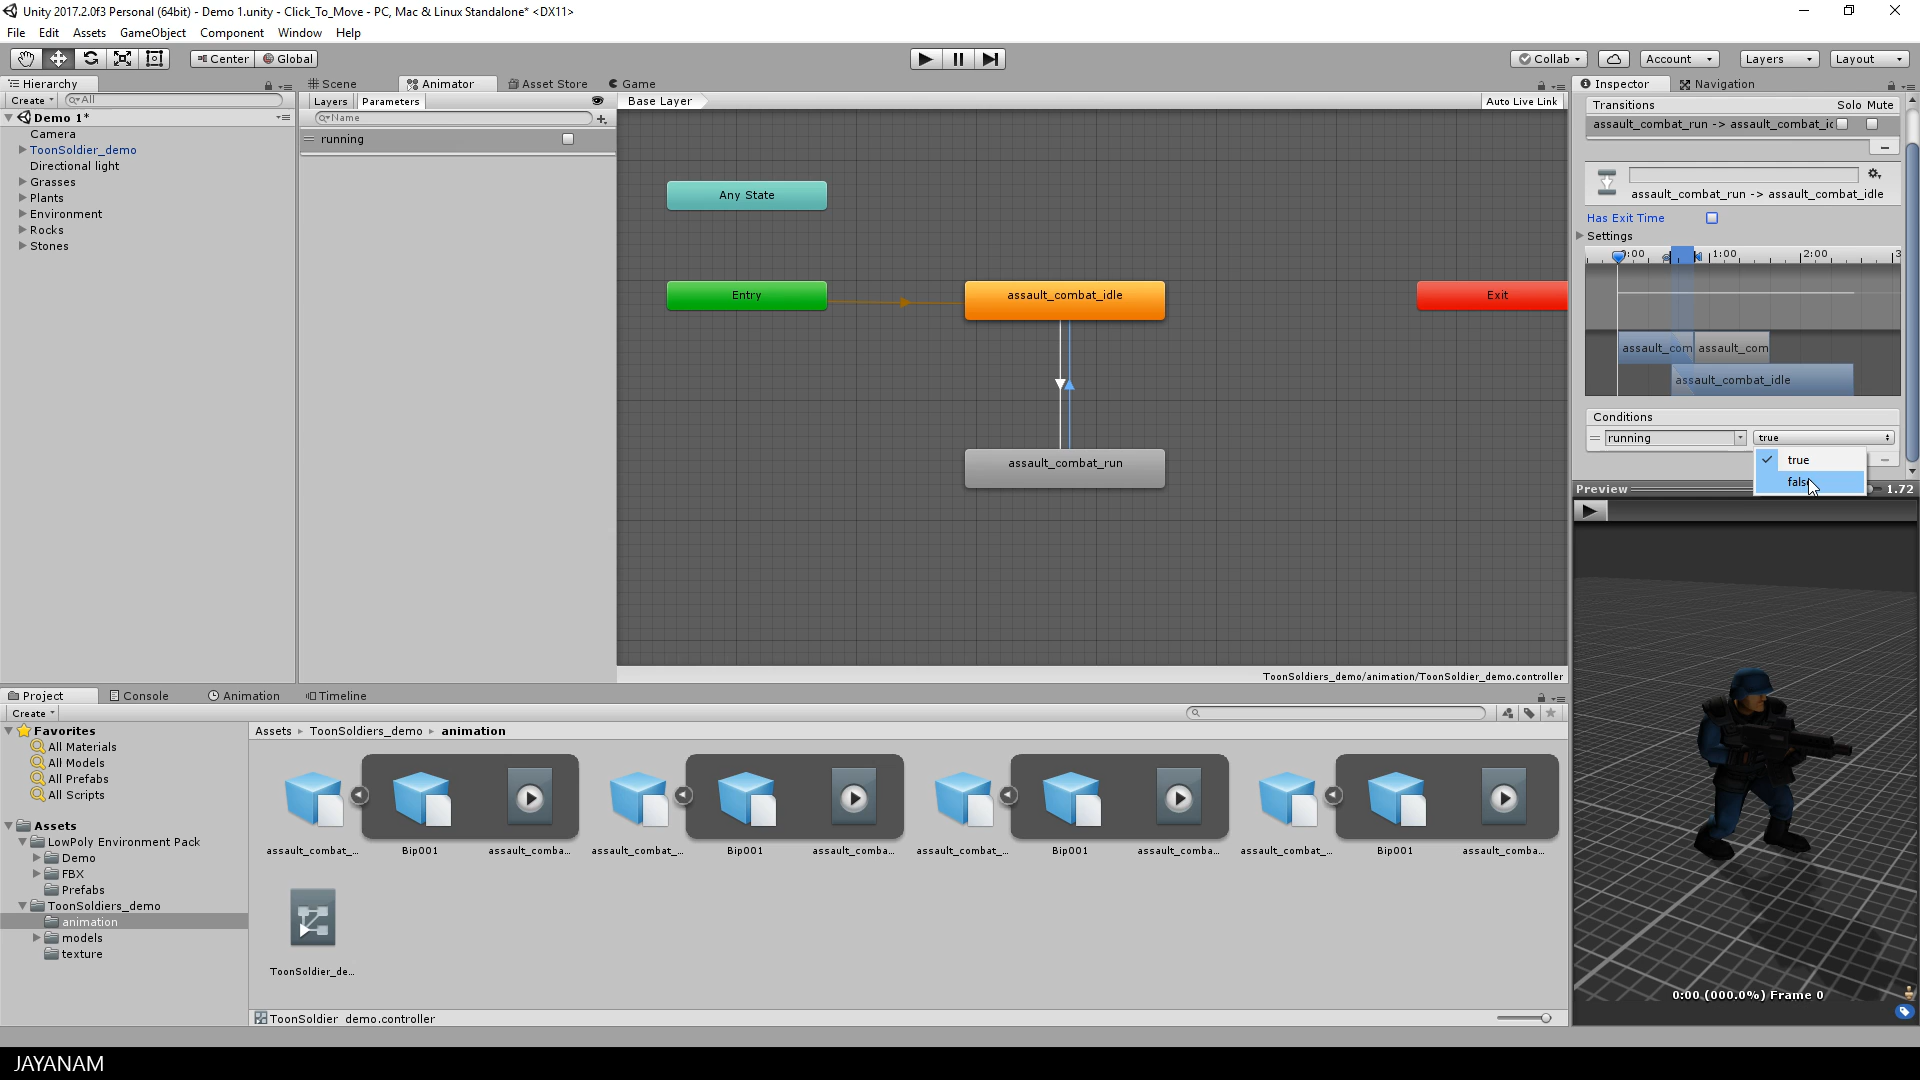 Unity 2017.2.0f3 Personal (64bit) - Demo 1.unity - Click_To_Move - PC, Mac & Linux Standalone* <DX11>
File Edit Assets GameObject Component Window Help
Center Global Collab Account Layers Layout
Hierarchy
Create All
Demo 1*
Camera
ToonSoldier_demo
Directional light
Grasses
Plants
Environment
Rocks
Stones
Scene Animator Asset Store Game
Layers Parameters
Name
running
Base Layer Auto Live Link
Any State
Entry
assault_combat_idle
Exit
assault_combat_run
ToonSoldiers_demo/animation/ToonSoldier_demo.controller
Inspector Navigation
Transitions Solo Mute
assault_combat_run -> assault_combat_ic
assault_combat_run -> assault_combat_idle
Has Exit Time
Settings
0:00 1:00 2:00 3
assault_com assault_com
assault_combat_idle
Conditions
running true
true
false
Preview 1.72
0:00 (000.0%) Frame 0
Project Console Animation Timeline
Create
Favorites
All Materials
All Models
All Prefabs
All Scripts
Assets
LowPoly Environment Pack
Demo
FBX
Prefabs
ToonSoldiers_demo
animation
models
texture
Assets ToonSoldiers_demo animation
assault_combat_... Bip001 assault_comba... assault_combat_... Bip001 assault_comba... assault_combat_... Bip001 assault_comba... assault_combat_... Bip001 assault_comba...
ToonSoldier_de...
ToonSoldier_demo.controller
JAYANAM